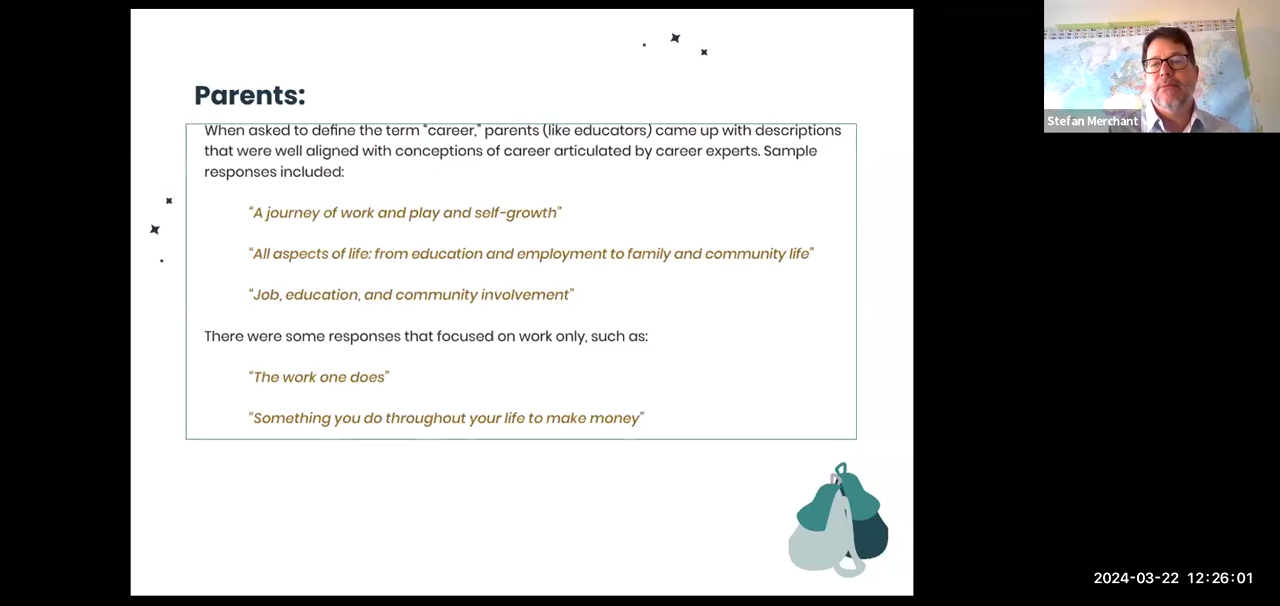 Parents:
When asked to define the term "career," parents (like educators) came up with descriptions
that were well aligned with conceptions of career articulated by career experts. Sample
responses included:
“A journey of work and play and self-growth”
“All aspects of life: from education and employment to family and community life”
“Job, education, and community involvement”
There were some responses that focused on work only, such as:
“The work one does”
“Something you do throughout your life to make money”
Stefan Merchant
2024-03-22 12:26:01